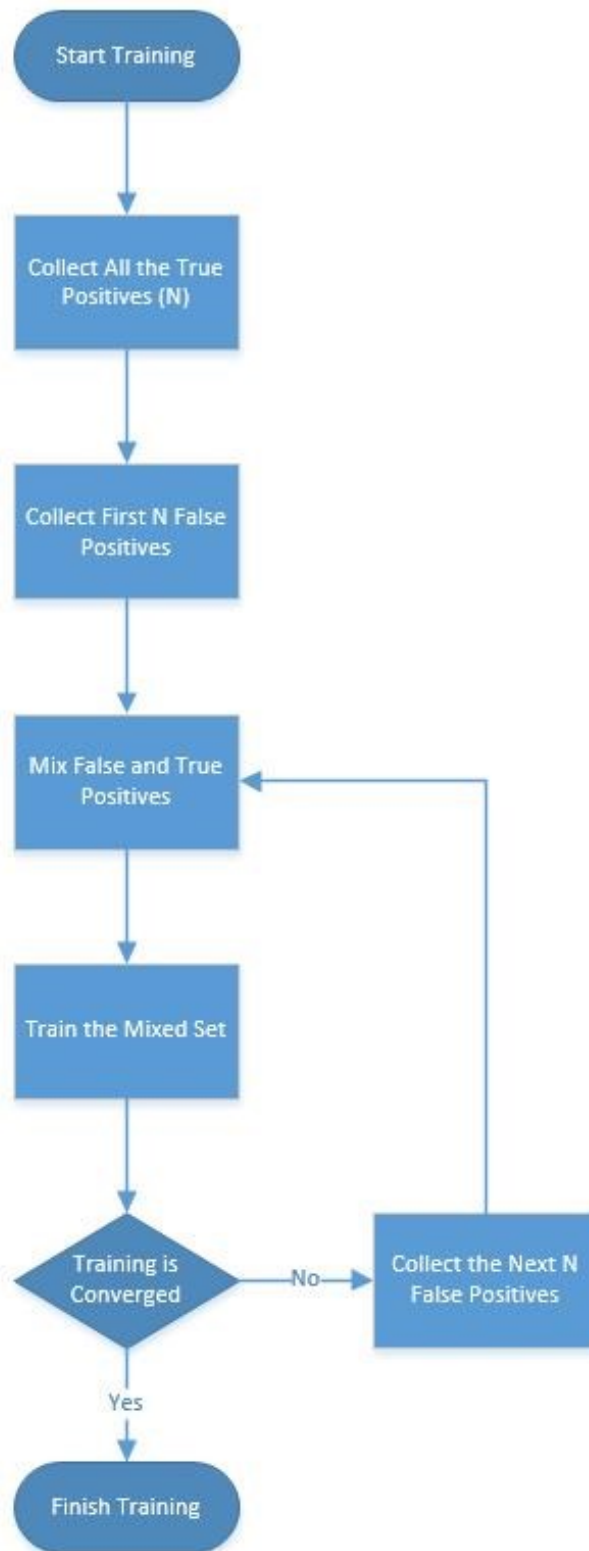 Start Training
Collect All the True
Positives (N)
Collect First N False
Positives
Mix False and True
Positives
Train the Mixed Set
Training is
Converged
No
Collect the Next N
False Positives
Yes
Finish Training